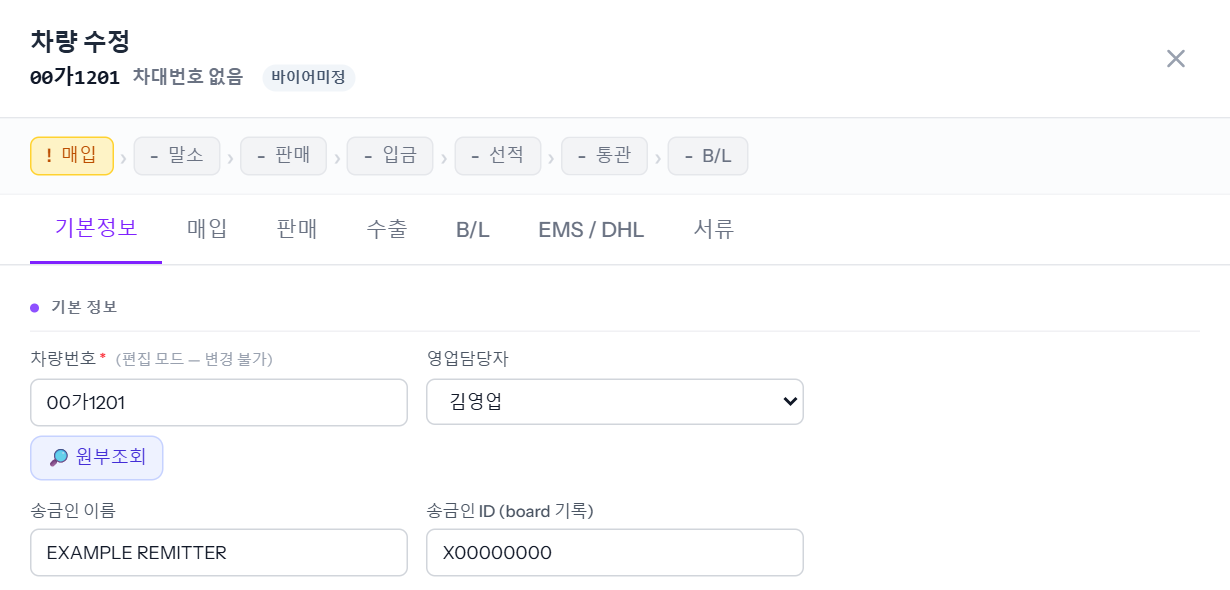 차량 수정
00가1201 차대번호 없음 바이어미정
! 매입 › - 말소 › - 판매 › - 입금 › - 선적 › - 통관 › - B/L
기본정보 매입 판매 수출 B/L EMS / DHL 서류
기본 정보
차량번호* (편집 모드 — 변경 불가) 영업담당자
00가1201 김영업
원부조회
송금인 이름 송금인 ID (board 기록)
EXAMPLE REMITTER X00000000